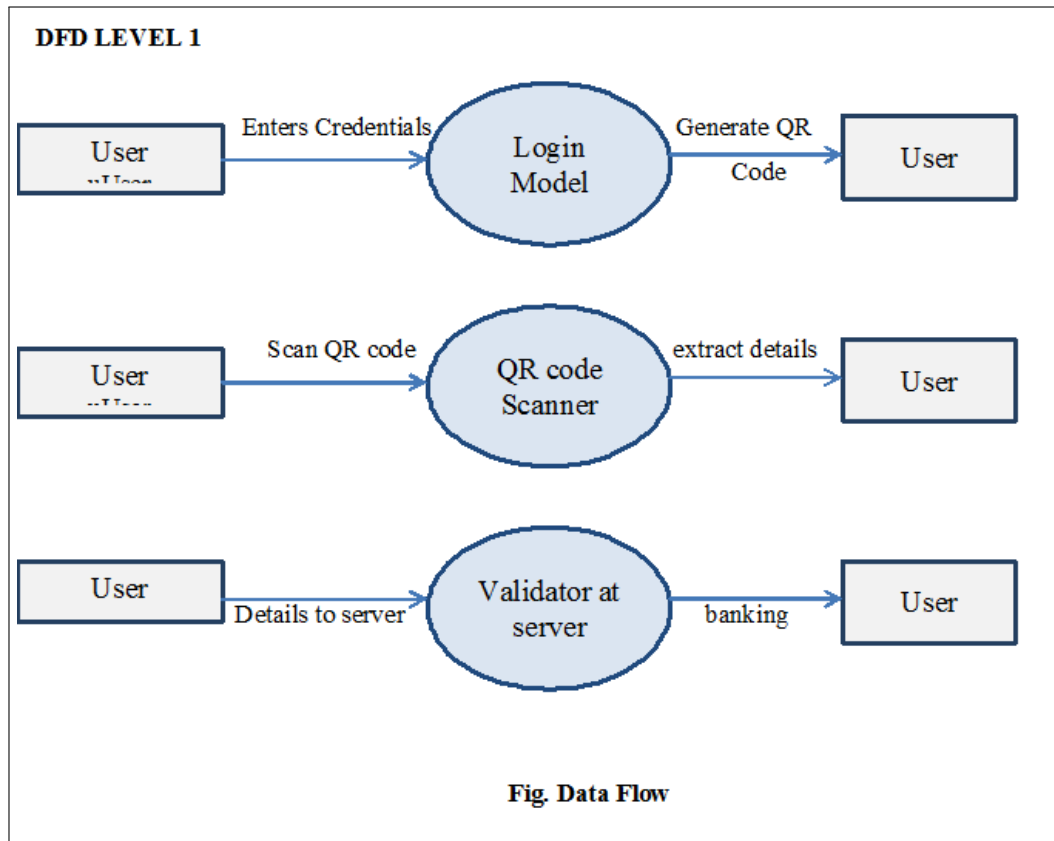 DFD LEVEL 1
Enters Credentials
Generate QR
Code
User
Login
Model
User
Scan QR code
extract details
User
QR code
Scanner
User
User
Details to server
Validator at
server
banking
User
Fig. Data Flow